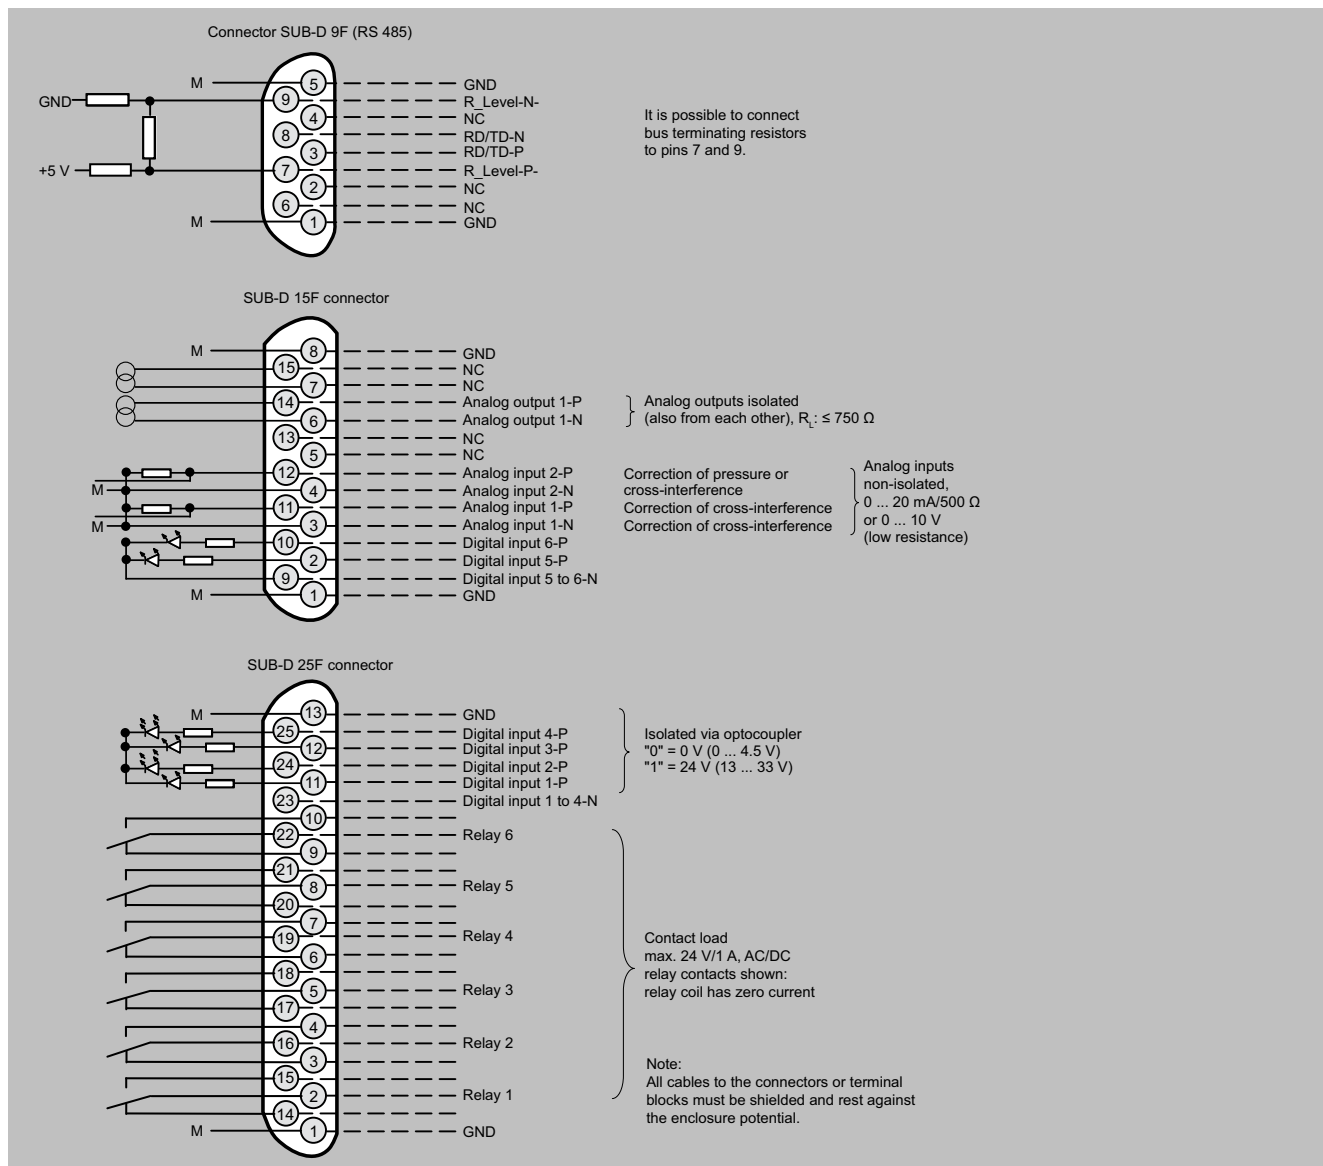 Connector SUB-D 9F (RS 485)
M 5 GND
GND 9 R_Level-N-
4 NC
8 RD/TD-N
3 RD/TD-P
+5 V 7 R_Level-P-
2 NC
6 NC
M 1 GND
It is possible to connect
bus terminating resistors
to pins 7 and 9.
SUB-D 15F connector
M 8 GND
15 NC
7 NC
14 Analog output 1-P
6 Analog output 1-N
13 NC
5 NC
12 Analog input 2-P
M 4 Analog input 2-N
11 Analog input 1-P
M 3 Analog input 1-N
10 Digital input 6-P
2 Digital input 5-P
9 Digital input 5 to 6-N
M 1 GND
Analog outputs isolated
(also from each other), RL: ≤ 750 Ω
Correction of pressure or
cross-interference
Correction of cross-interference
Correction of cross-interference
Analog inputs
non-isolated,
0 ... 20 mA/500 Ω
or 0 ... 10 V
(low resistance)
SUB-D 25F connector
M 13 GND
25 Digital input 4-P
12 Digital input 3-P
24 Digital input 2-P
11 Digital input 1-P
23 Digital input 1 to 4-N
10
22 Relay 6
9
21
8 Relay 5
20
7
19 Relay 4
6
18
5 Relay 3
17
4
16 Relay 2
3
15
2 Relay 1
14
M 1 GND
Isolated via optocoupler
"0" = 0 V (0 ... 4.5 V)
"1" = 24 V (13 ... 33 V)
Contact load
max. 24 V/1 A, AC/DC
relay contacts shown:
relay coil has zero current
Note:
All cables to the connectors or terminal
blocks must be shielded and rest against
the enclosure potential.